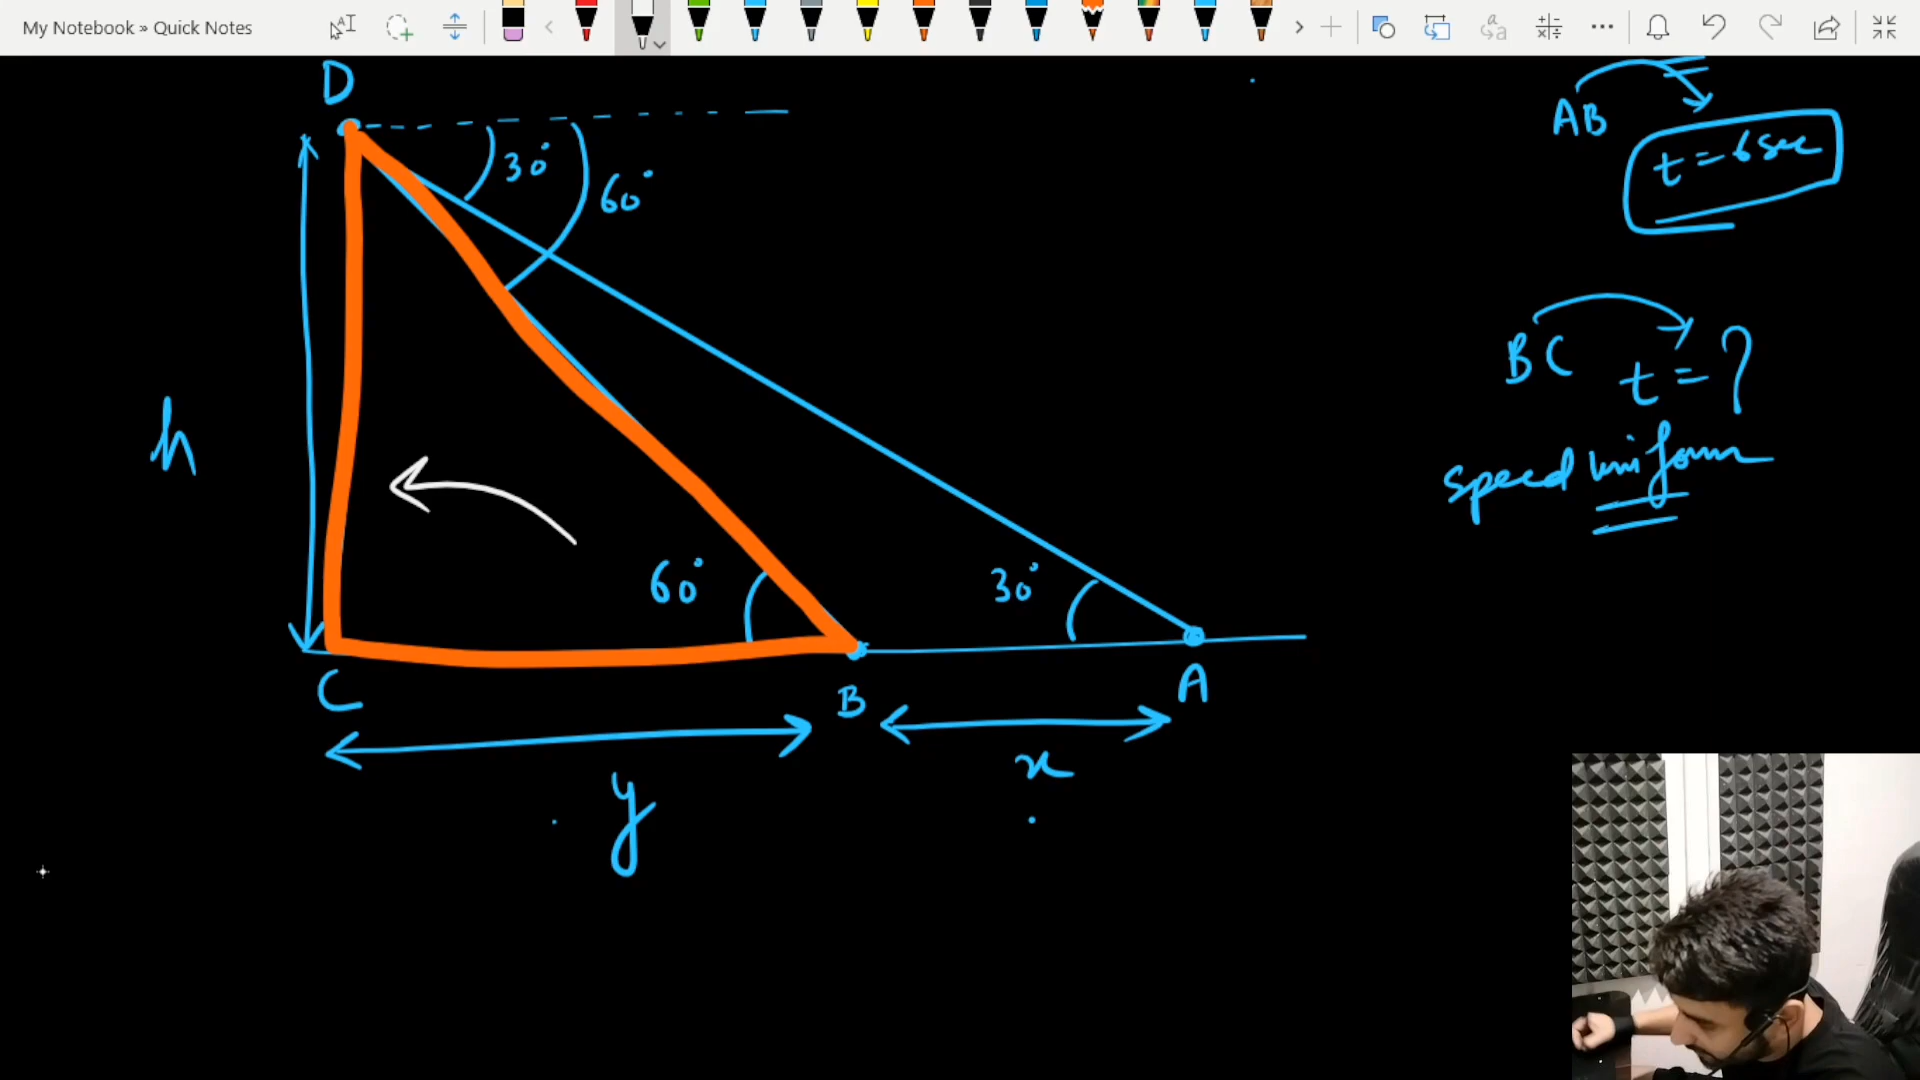 My Notebook » Quick Notes
D
30°
60°
AB
t = 6 sec
h
BC t = ?
speed uniform
60°
30°
C
B
A
y
x